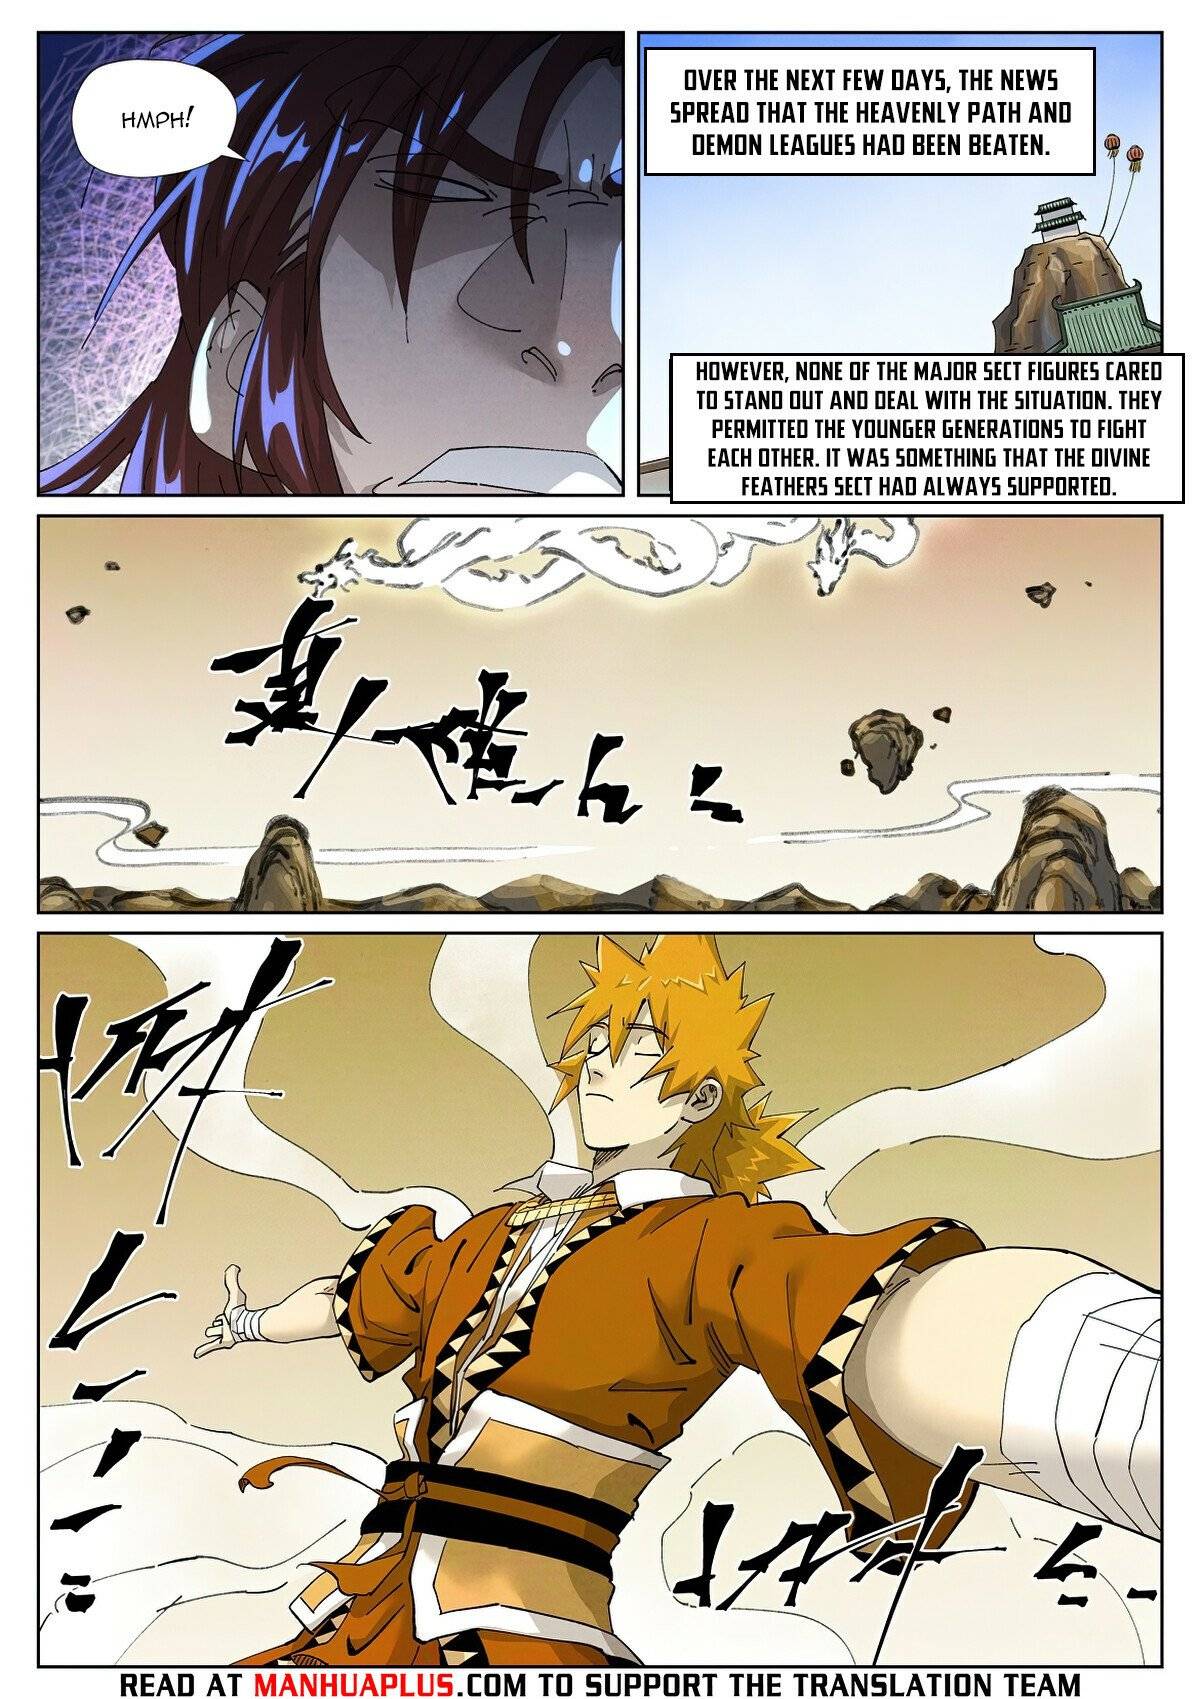 HMPH!
OVER THE NEXT FEW DAYS, THE NEWS
SPREAD THAT THE HEAVENLY PATH AND
DEMON LEAGUES HAD BEEN BEATEN.
HOWEVER, NONE OF THE MAJOR SECT FIGURES CARED
TO STAND OUT AND DEAL WITH THE SITUATION. THEY
PERMITTED THE YOUNGER GENERATIONS TO FIGHT
EACH OTHER. IT WAS SOMETHING THAT THE DIVINE
FEATHERS SECT HAD ALWAYS SUPPORTED.
READ AT MANHUAPLUS.COM TO SUPPORT THE TRANSLATION TEAM